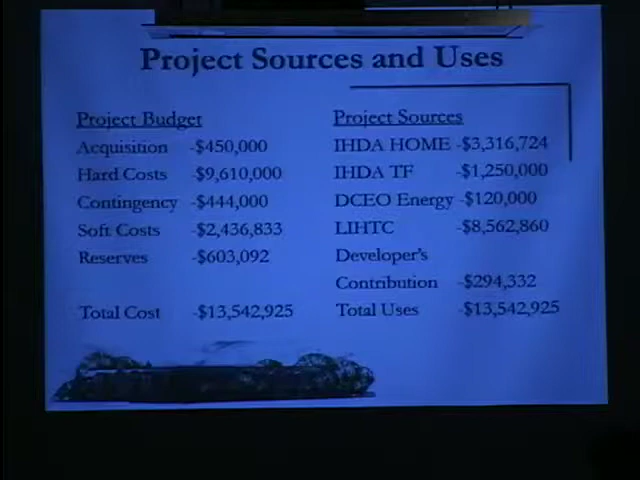 Project Sources and Uses
Project Budget
Acquisition -$450,000
Hard Costs -$9,610,000
Contingency -$444,000
Soft Costs -$2,436,833
Reserves -$603,092
Total Cost -$13,542,925
Project Sources
IHDA HOME -$3,316,724
IHDA TF -$1,250,000
DCEO Energy -$120,000
LIHTC -$8,562,860
Developer's
Contribution -$294,332
Total Uses -$13,542,925